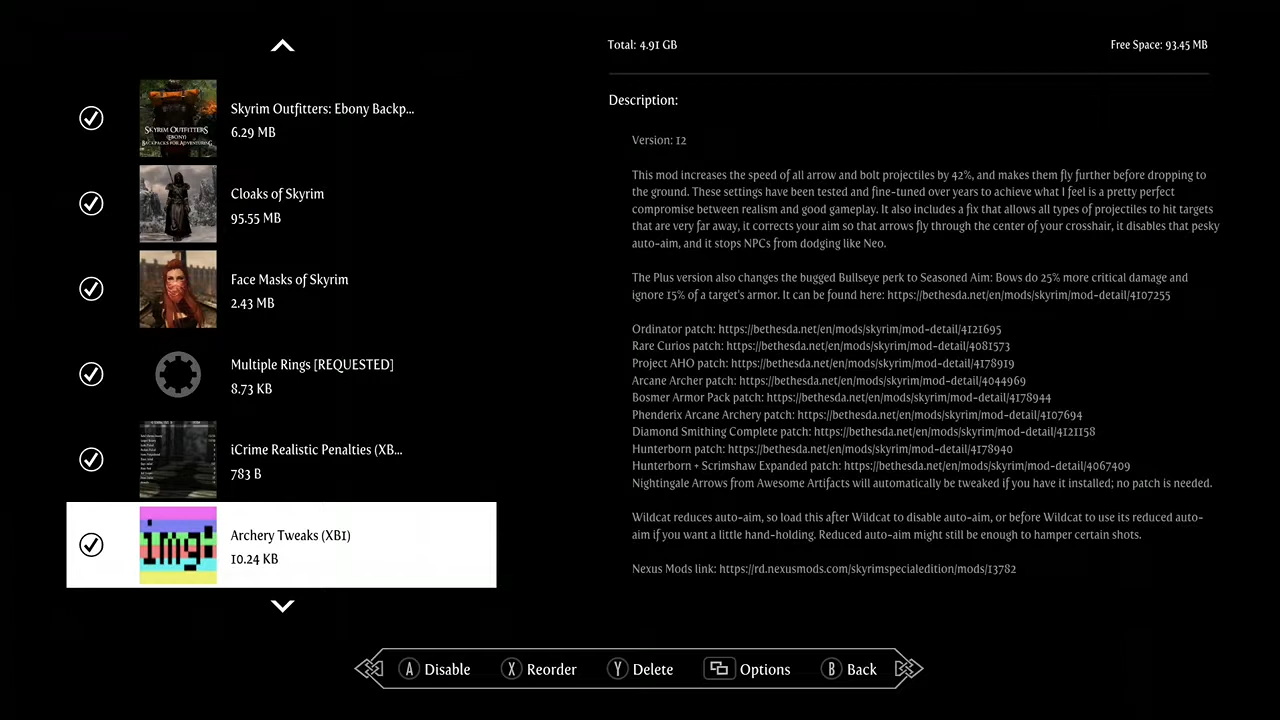 Total: 4.91 GB
Free Space: 93.45 MB
SKYRIM OUTFITTERS
(EBONY)
BACKPACKS FOR ADVENTURING
Skyrim Outfitters: Ebony Backp...
6.29 MB
Cloaks of Skyrim
95.55 MB
Face Masks of Skyrim
2.43 MB
Multiple Rings [REQUESTED]
8.73 KB
iCrime Realistic Penalties (XB...
783 B
img:
Archery Tweaks (XB1)
10.24 KB
Description:
Version: 12
This mod increases the speed of all arrow and bolt projectiles by 42%, and makes them fly further before dropping to
the ground. These settings have been tested and fine-tuned over years to achieve what I feel is a pretty perfect
compromise between realism and good gameplay. It also includes a fix that allows all types of projectiles to hit targets
that are very far away, it corrects your aim so that arrows fly through the center of your crosshair, it disables that pesky
auto-aim, and it stops NPCs from dodging like Neo.
The Plus version also changes the bugged Bullseye perk to Seasoned Aim: Bows do 25% more critical damage and
ignore 15% of a target's armor. It can be found here: https://bethesda.net/en/mods/skyrim/mod-detail/4107255
Ordinator patch: https://bethesda.net/en/mods/skyrim/mod-detail/4121695
Rare Curios patch: https://bethesda.net/en/mods/skyrim/mod-detail/4081573
Project AHO patch: https://bethesda.net/en/mods/skyrim/mod-detail/4178919
Arcane Archer patch: https://bethesda.net/en/mods/skyrim/mod-detail/4044969
Bosmer Armor Pack patch: https://bethesda.net/en/mods/skyrim/mod-detail/4178944
Phenderix Arcane Archery patch: https://bethesda.net/en/mods/skyrim/mod-detail/4107694
Diamond Smithing Complete patch: https://bethesda.net/en/mods/skyrim/mod-detail/4121158
Hunterborn patch: https://bethesda.net/en/mods/skyrim/mod-detail/4178940
Hunterborn + Scrimshaw Expanded patch: https://bethesda.net/en/mods/skyrim/mod-detail/4067409
Nightingale Arrows from Awesome Artifacts will automatically be tweaked if you have it installed; no patch is needed.
Wildcat reduces auto-aim, so load this after Wildcat to disable auto-aim, or before Wildcat to use its reduced auto-
aim if you want a little hand-holding. Reduced auto-aim might still be enough to hamper certain shots.
Nexus Mods link: https://rd.nexusmods.com/skyrimspecialedition/mods/13782
A Disable X Reorder Y Delete Options B Back